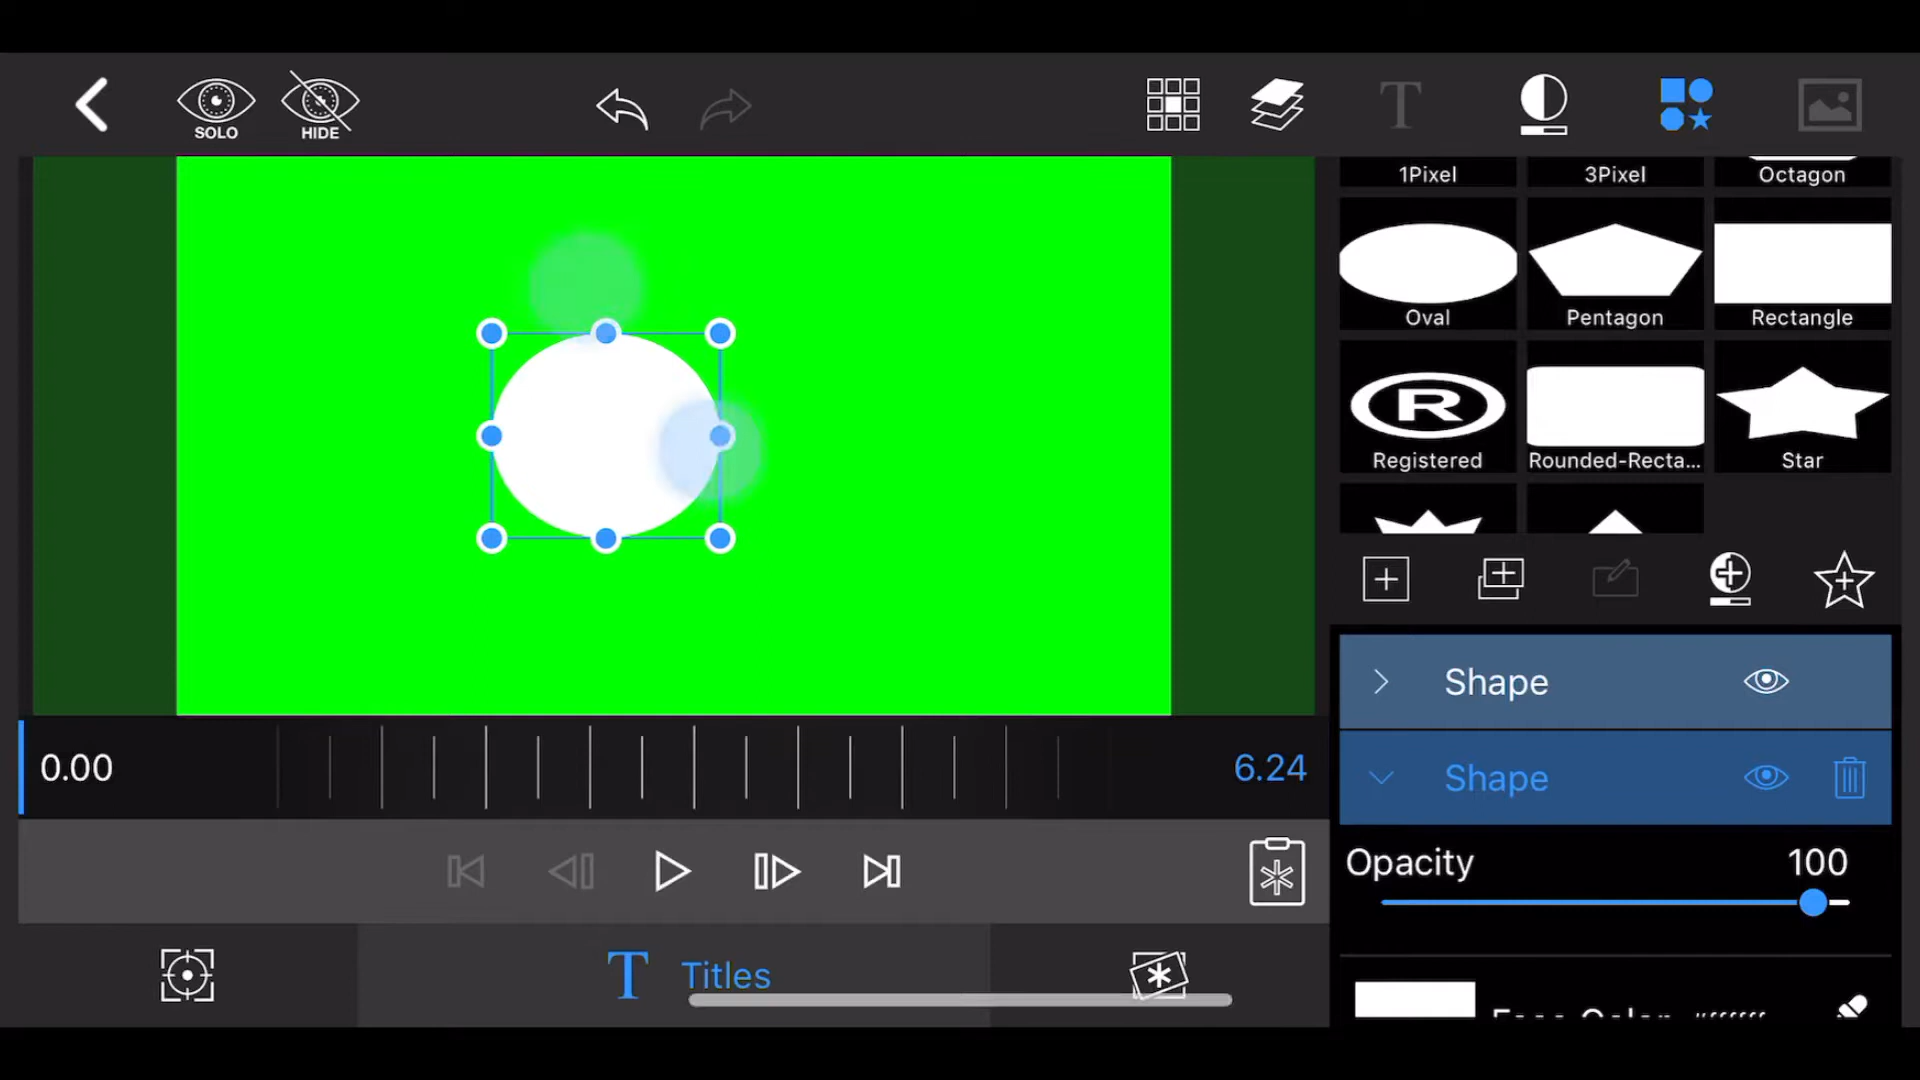 SOLO
HIDE
T
1Pixel
3Pixel
Octagon
Oval
Pentagon
Rectangle
R
Registered
Rounded-Recta...
Star
Shape
Shape
0.00
6.24
Opacity
100
T Titles